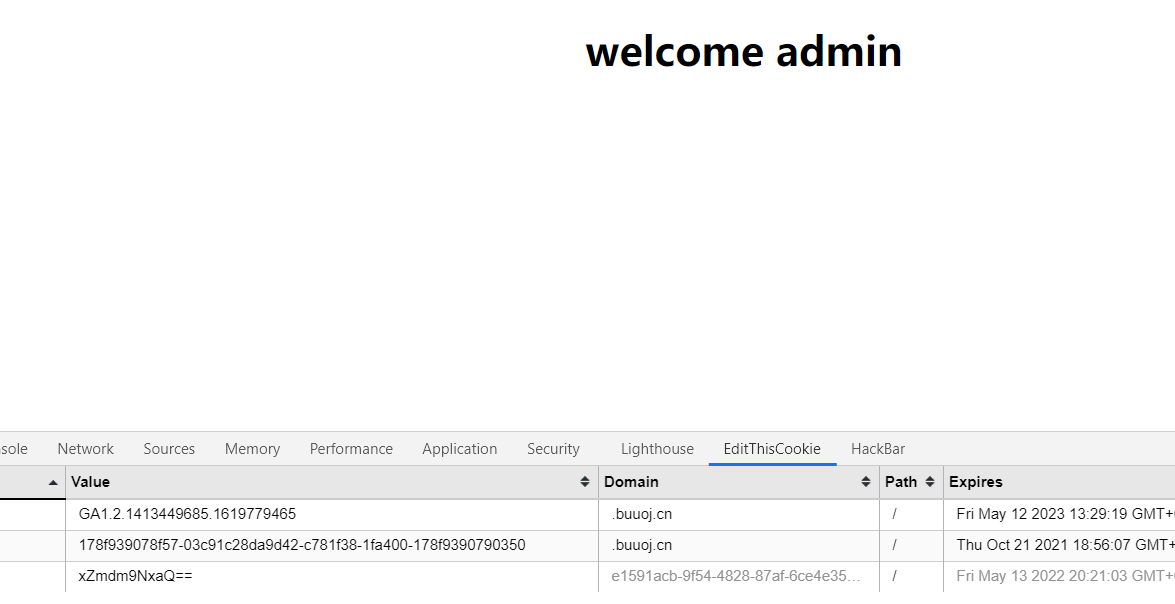 welcome admin
sole Network Sources Memory Performance Application Security Lighthouse EditThisCookie HackBar
Value Domain Path Expires
GA1.2.1413449685.1619779465 .buuoj.cn / Fri May 12 2023 13:29:19 GMT+
178f939078f57-03c91c28da9d42-c781f38-1fa400-178f9390790350 .buuoj.cn / Thu Oct 21 2021 18:56:07 GMT+
xZmdm9NxaQ== e1591acb-9f54-4828-87af-6ce4e35... / Fri May 13 2022 20:21:03 GMT+